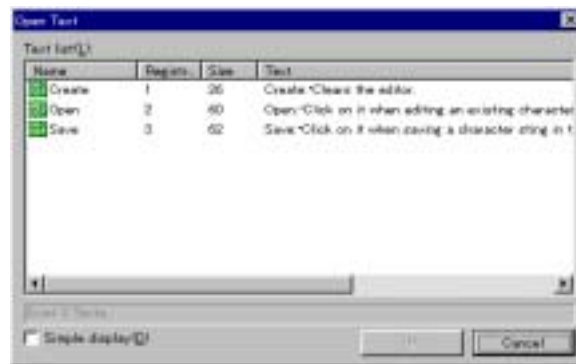 Open Text
Text list(L):
Name Registr. Size Text
Create 1 26 Create-Clears the editor.
Open 2 60 Open-Click on it when editing an existing character
Save 3 62 Save-Click on it when saving a character sting in t
Simple display(D)
Cancel